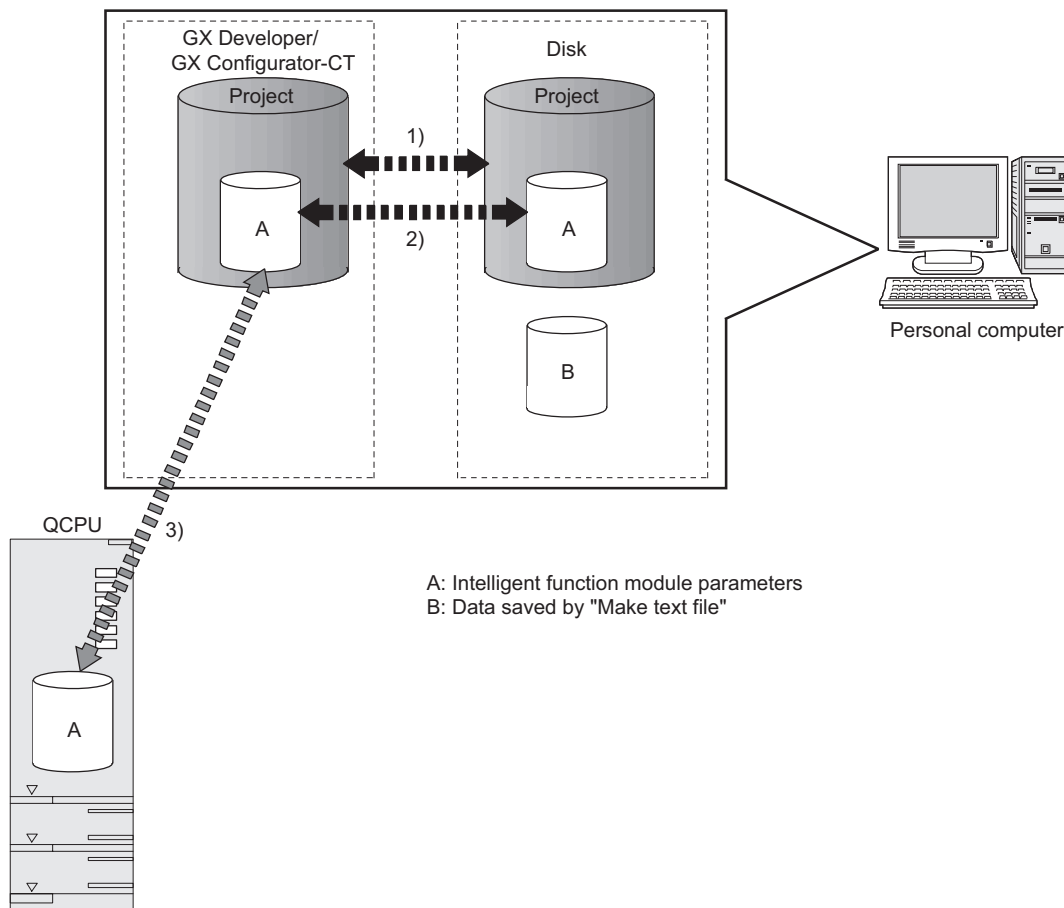 GX Developer/
GX Configurator-CT
Disk
Project
Project
1)
A
2)
A
B
Personal computer
QCPU
3)
A: Intelligent function module parameters
B: Data saved by "Make text file"
A